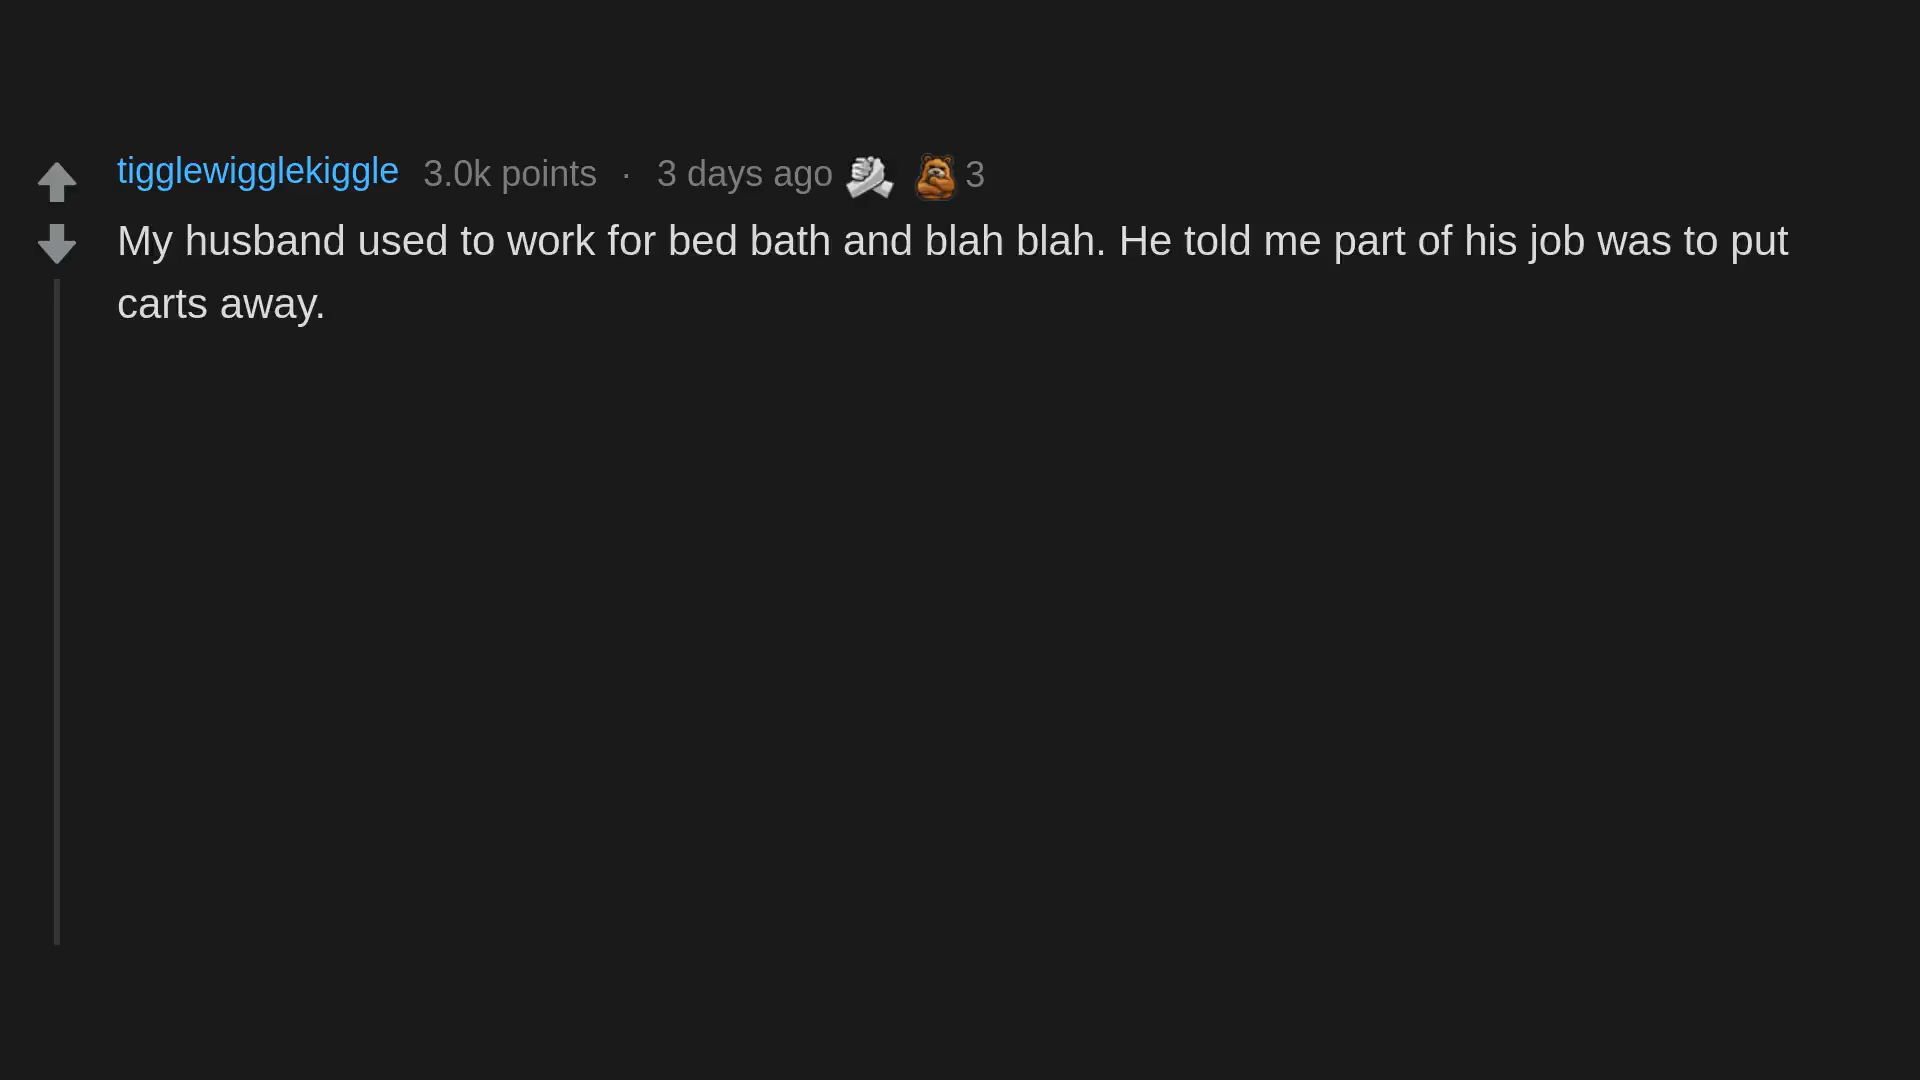 tigglewigglekiggle 3.0k points · 3 days ago 3
My husband used to work for bed bath and blah blah. He told me part of his job was to put
carts away.